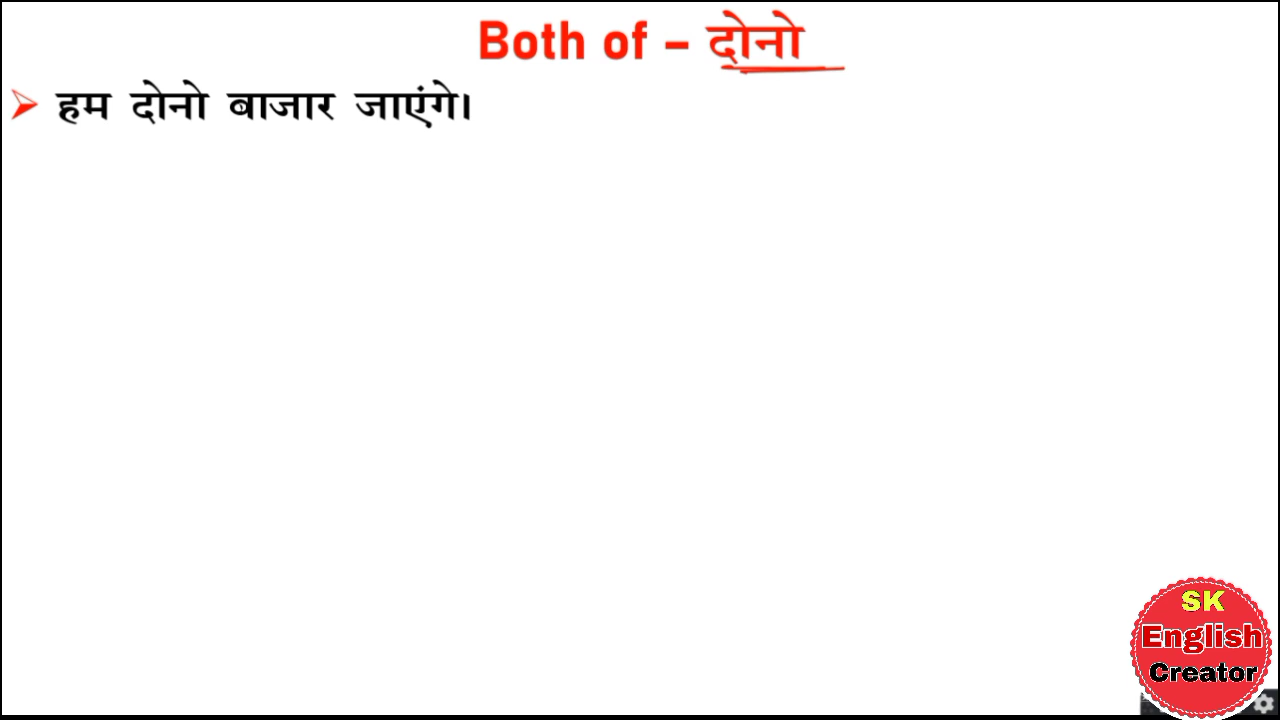 Both of – दोनो
हम दोनो बाजार जाएंगे।
SK
English
Creator